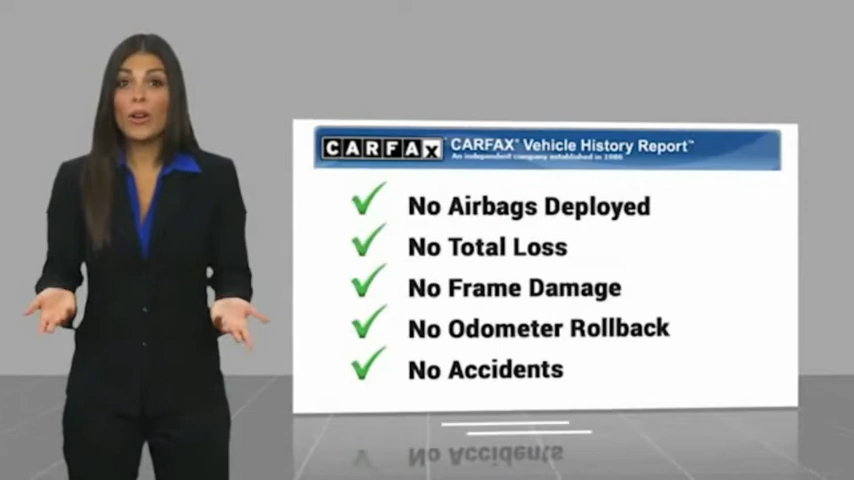 CARFAX CARFAX® Vehicle History Report™
An independent company established in 1986
No Airbags Deployed
No Total Loss
No Frame Damage
No Odometer Rollback
No Accidents